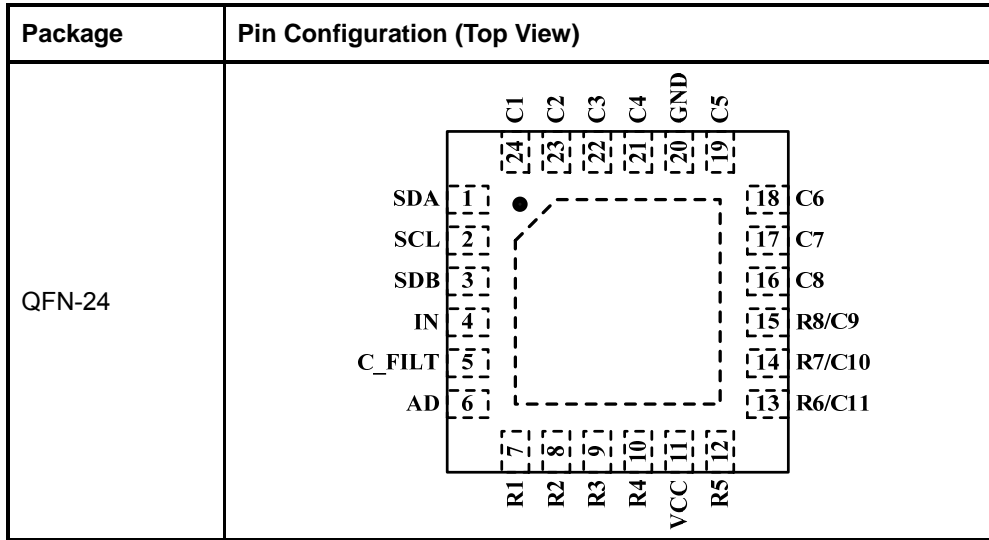 Package Pin Configuration (Top View)
QFN-24
C1 C2 C3 C4 GND C5
24 23 22 21 20 19
SDA 1 18 C6
SCL 2 17 C7
SDB 3 16 C8
IN 4 15 R8/C9
C_FILT 5 14 R7/C10
AD 6 13 R6/C11
7 8 9 10 11 12
R1 R2 R3 R4 VCC R5